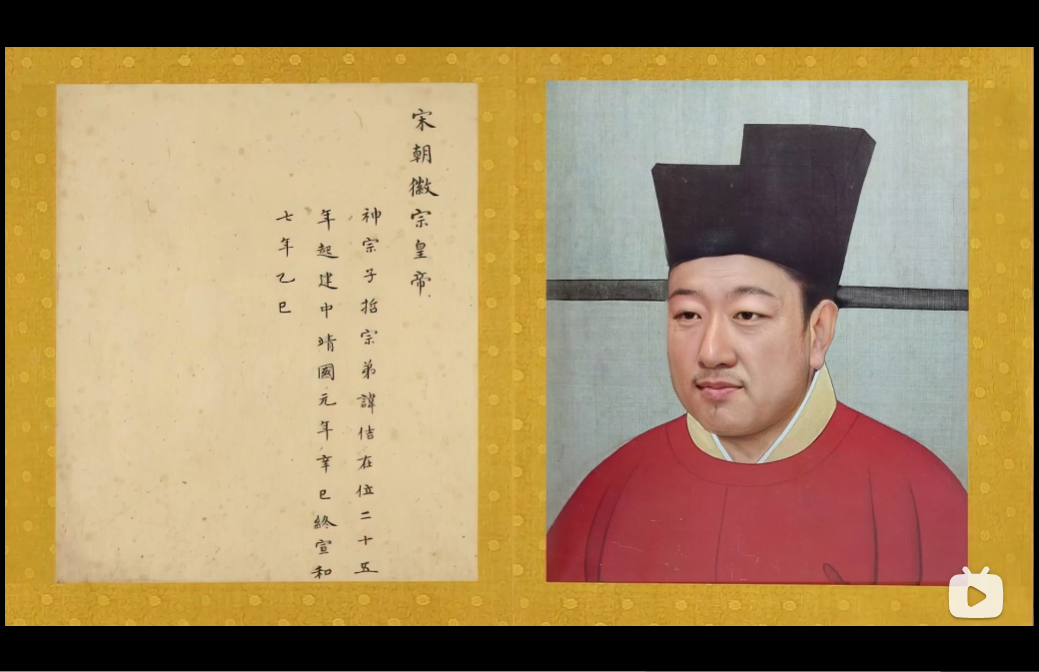 宋朝徽宗皇帝
神宗子哲宗弟諱佶在位二十五
年起建中靖國元年辛巳終宣和
七年乙巳